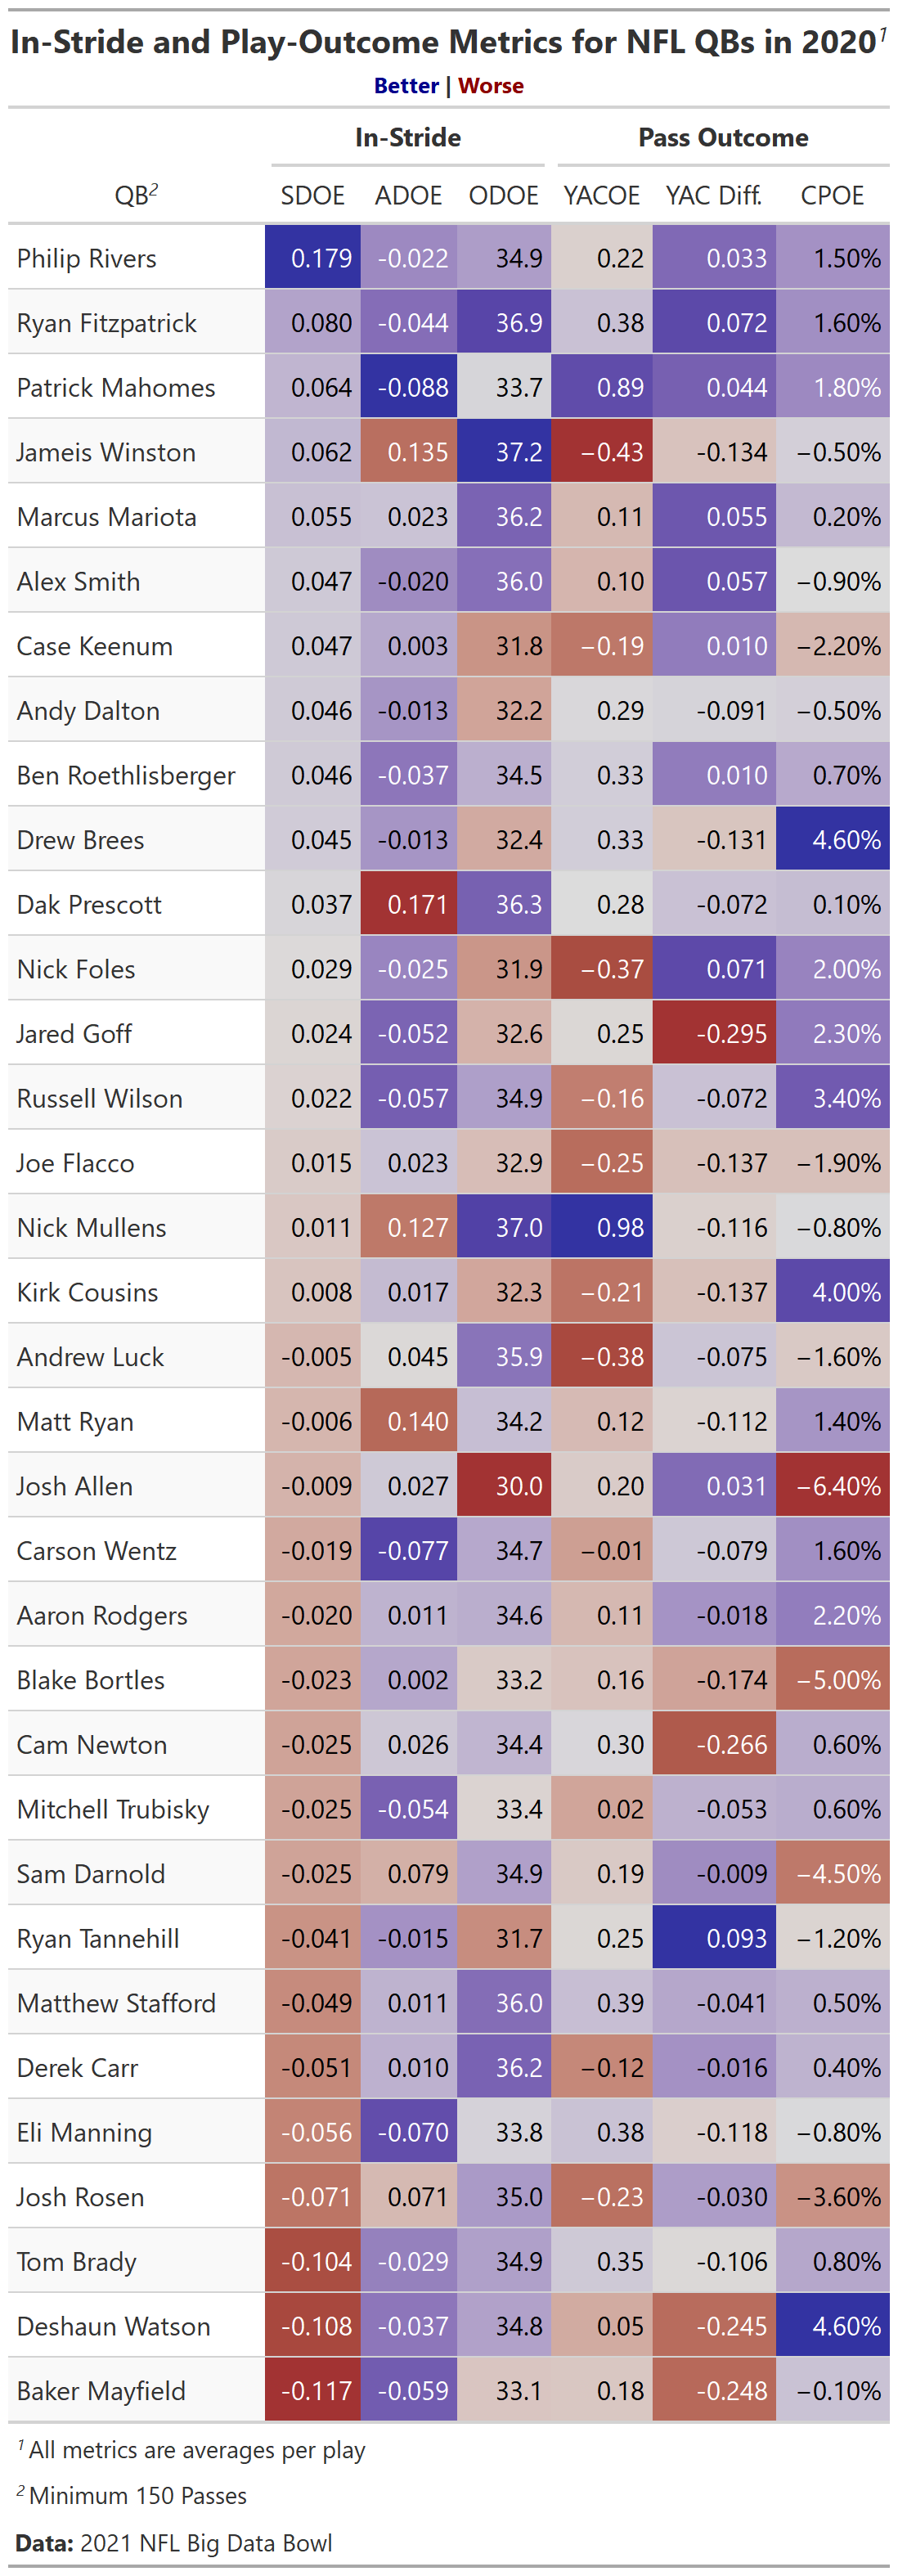 In-Stride and Play-Outcome Metrics for NFL QBs in 2020¹
Better | Worse
In-Stride Pass Outcome
QB² SDOE ADOE ODOE YACOE YAC Diff. CPOE
Philip Rivers 0.179 -0.022 34.9 0.22 0.033 1.50%
Ryan Fitzpatrick 0.080 -0.044 36.9 0.38 0.072 1.60%
Patrick Mahomes 0.064 -0.088 33.7 0.89 0.044 1.80%
Jameis Winston 0.062 0.135 37.2 −0.43 -0.134 −0.50%
Marcus Mariota 0.055 0.023 36.2 0.11 0.055 0.20%
Alex Smith 0.047 -0.020 36.0 0.10 0.057 −0.90%
Case Keenum 0.047 0.003 31.8 −0.19 0.010 −2.20%
Andy Dalton 0.046 -0.013 32.2 0.29 -0.091 −0.50%
Ben Roethlisberger 0.046 -0.037 34.5 0.33 0.010 0.70%
Drew Brees 0.045 -0.013 32.4 0.33 -0.131 4.60%
Dak Prescott 0.037 0.171 36.3 0.28 -0.072 0.10%
Nick Foles 0.029 -0.025 31.9 −0.37 0.071 2.00%
Jared Goff 0.024 -0.052 32.6 0.25 -0.295 2.30%
Russell Wilson 0.022 -0.057 34.9 −0.16 -0.072 3.40%
Joe Flacco 0.015 0.023 32.9 −0.25 -0.137 −1.90%
Nick Mullens 0.011 0.127 37.0 0.98 -0.116 −0.80%
Kirk Cousins 0.008 0.017 32.3 −0.21 -0.137 4.00%
Andrew Luck -0.005 0.045 35.9 −0.38 -0.075 −1.60%
Matt Ryan -0.006 0.140 34.2 0.12 -0.112 1.40%
Josh Allen -0.009 0.027 30.0 0.20 0.031 −6.40%
Carson Wentz -0.019 -0.077 34.7 −0.01 -0.079 1.60%
Aaron Rodgers -0.020 0.011 34.6 0.11 -0.018 2.20%
Blake Bortles -0.023 0.002 33.2 0.16 -0.174 −5.00%
Cam Newton -0.025 0.026 34.4 0.30 -0.266 0.60%
Mitchell Trubisky -0.025 -0.054 33.4 0.02 -0.053 0.60%
Sam Darnold -0.025 0.079 34.9 0.19 -0.009 −4.50%
Ryan Tannehill -0.041 -0.015 31.7 0.25 0.093 −1.20%
Matthew Stafford -0.049 0.011 36.0 0.39 -0.041 0.50%
Derek Carr -0.051 0.010 36.2 −0.12 -0.016 0.40%
Eli Manning -0.056 -0.070 33.8 0.38 -0.118 −0.80%
Josh Rosen -0.071 0.071 35.0 −0.23 -0.030 −3.60%
Tom Brady -0.104 -0.029 34.9 0.35 -0.106 0.80%
Deshaun Watson -0.108 -0.037 34.8 0.05 -0.245 4.60%
Baker Mayfield -0.117 -0.059 33.1 0.18 -0.248 −0.10%
¹ All metrics are averages per play
² Minimum 150 Passes
Data: 2021 NFL Big Data Bowl